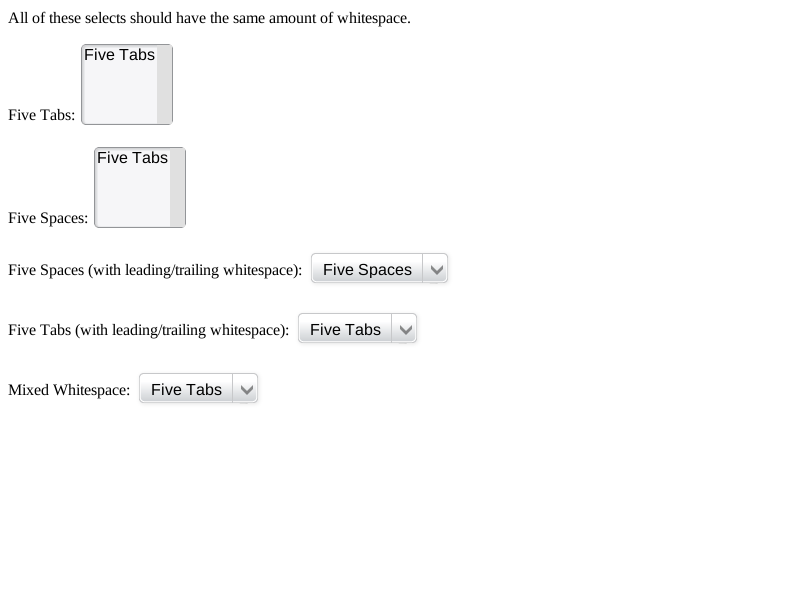 All of these selects should have the same amount of whitespace.
Five Tabs
Five Tabs:
Five Tabs
Five Spaces:
Five Spaces (with leading/trailing whitespace): Five Spaces
Five Tabs (with leading/trailing whitespace): Five Tabs
Mixed Whitespace: Five Tabs